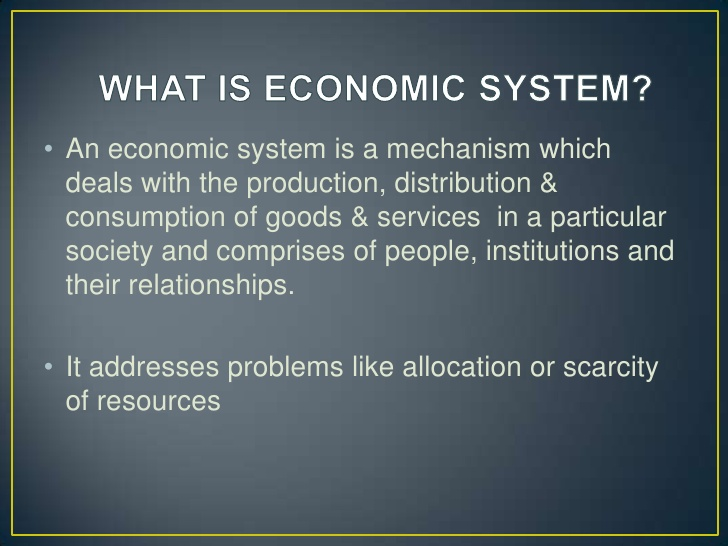 WHAT IS ECONOMIC SYSTEM?
• An economic system is a mechanism which
deals with the production, distribution &
consumption of goods & services  in a particular
society and comprises of people, institutions and
their relationships.
• It addresses problems like allocation or scarcity
of resources